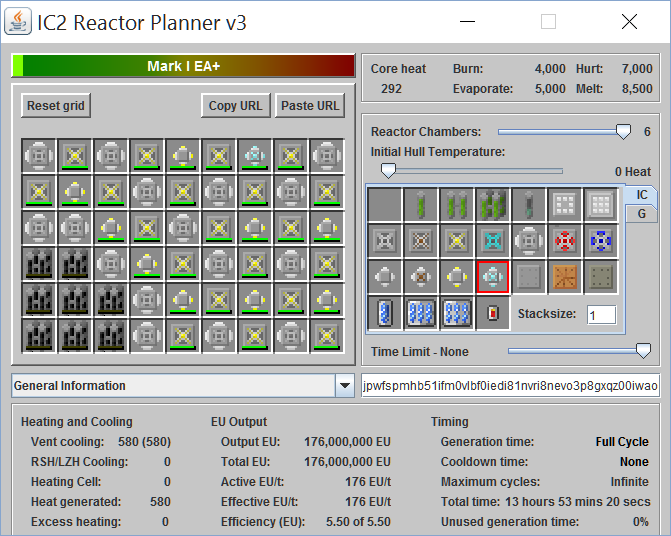 IC2 Reactor Planner v3
Mark I EA+
Core heat Burn: 4,000 Hurt: 7,000
292 Evaporate: 5,000 Melt: 8,500
Reset grid Copy URL Paste URL
Reactor Chambers: 6
Initial Hull Temperature:
0 Heat
IC
G
Stacksize: 1
Time Limit - None
General Information
jpwfspmhb51ifm0vlbf0iedi81nvri8nevo3p8gxqz00iwao
Heating and Cooling EU Output Timing
Vent cooling: 580 (580) Output EU: 176,000,000 EU Generation time: Full Cycle
RSH/LZH Cooling: 0 Total EU: 176,000,000 EU Cooldown time: None
Heating Cell: 0 Active EU/t: 176 EU/t Maximum cycles: Infinite
Heat generated: 580 Effective EU/t: 176 EU/t Total time: 13 hours 53 mins 20 secs
Excess heating: 0 Efficiency (EU): 5.50 of 5.50 Unused generation time: 0%